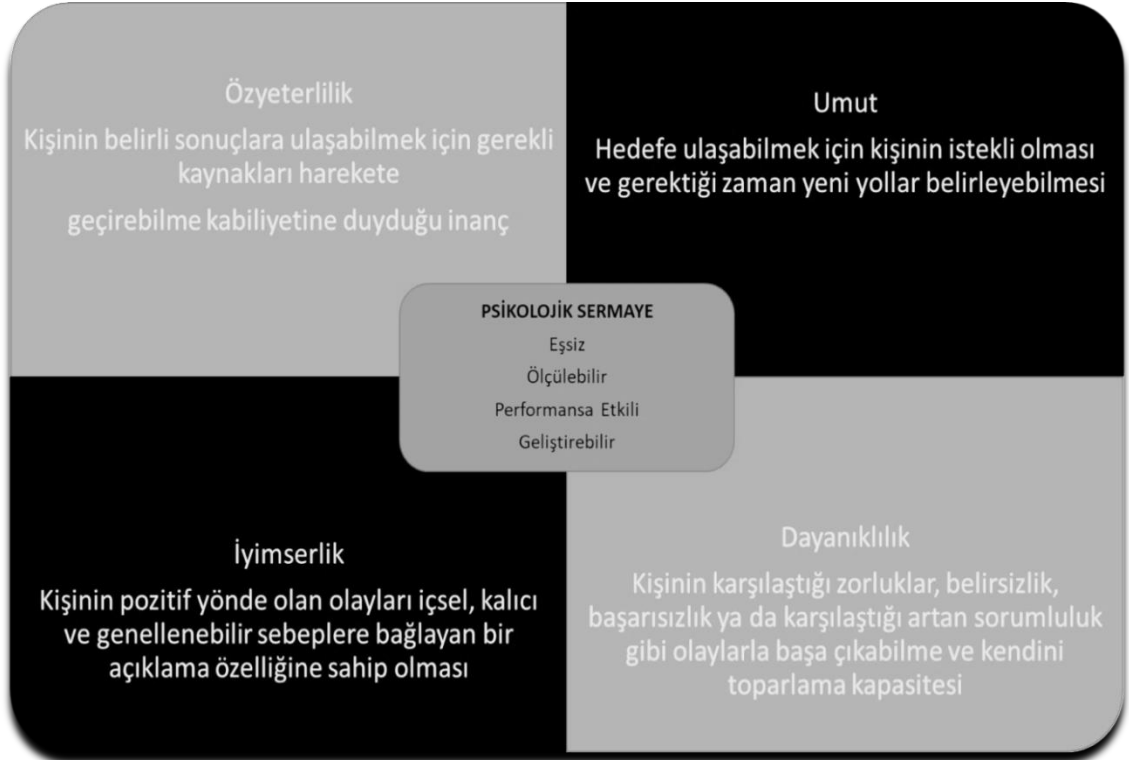 Özyeterlilik
Kişinin belirli sonuçlara ulaşabilmek için gerekli
kaynakları harekete
geçirebilme kabiliyetine duyduğu inanç
Umut
Hedefe ulaşabilmek için kişinin istekli olması
ve gerektiği zaman yeni yollar belirleyebilmesi
PSİKOLOJİK SERMAYE
Eşsiz
Ölçülebilir
Performansa Etkili
Geliştirebilir
İyimserlik
Kişinin pozitif yönde olan olayları içsel, kalıcı
ve genellenebilir sebeplere bağlayan bir
açıklama özelliğine sahip olması
Dayanıklılık
Kişinin karşılaştığı zorluklar, belirsizlik,
başarısızlık ya da karşılaştığı artan sorumluluk
gibi olaylarla başa çıkabilme ve kendini
toparlama kapasitesi